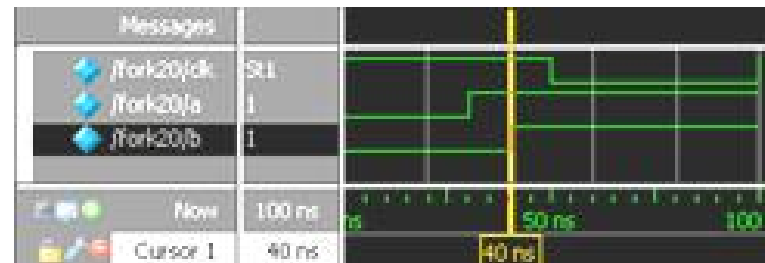 Messages
/fork20/clk St1
/fork20/a 1
/fork20/b 1
Now 100 ns ns 50 ns 100
Cursor 1 40 ns 40 ns